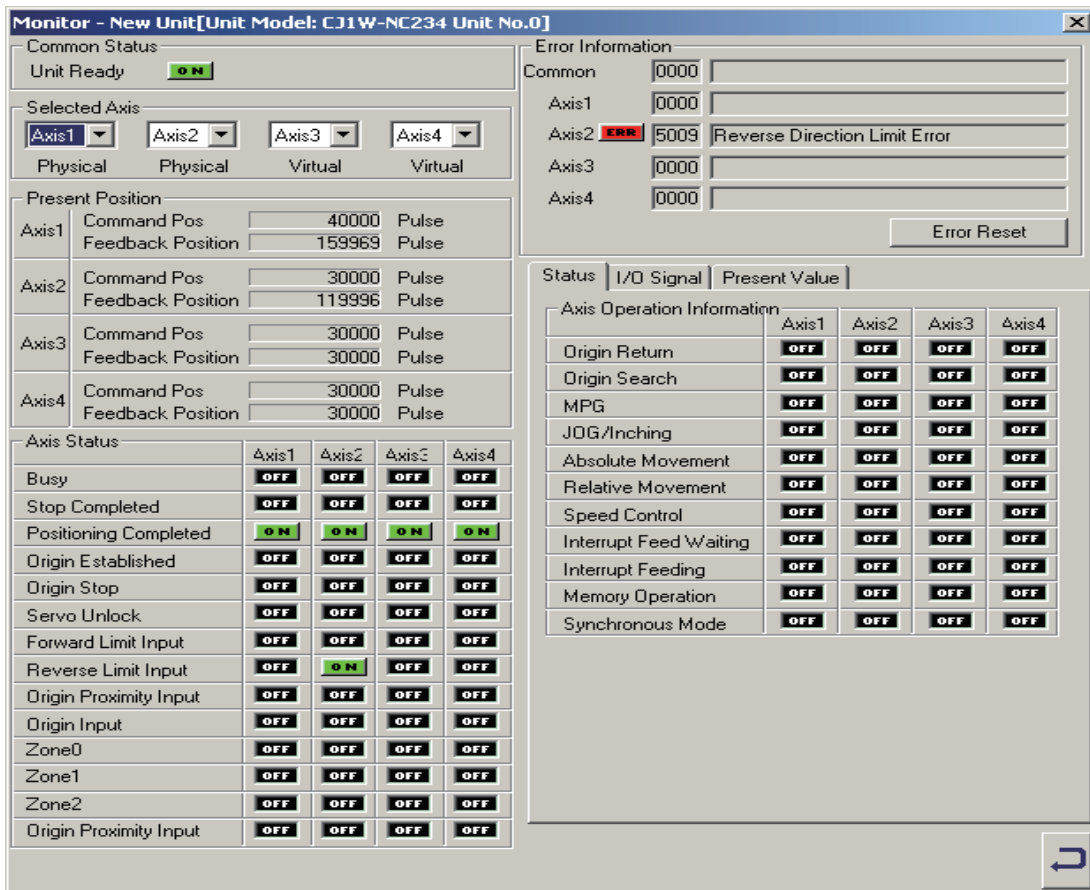 Monitor - New Unit[Unit Model: CJ1W-NC234 Unit No.0]
Common Status
Unit Ready ON
Selected Axis
Axis1 Axis2 Axis3 Axis4
Physical Physical Virtual Virtual
Present Position
Axis1
Command Pos 40000 Pulse
Feedback Position 159969 Pulse
Axis2
Command Pos 30000 Pulse
Feedback Position 119996 Pulse
Axis3
Command Pos 30000 Pulse
Feedback Position 30000 Pulse
Axis4
Command Pos 30000 Pulse
Feedback Position 30000 Pulse
Axis Status
Axis1 Axis2 Axis3 Axis4
Busy OFF OFF OFF OFF
Stop Completed OFF OFF OFF OFF
Positioning Completed ON ON ON ON
Origin Established OFF OFF OFF OFF
Origin Stop OFF OFF OFF OFF
Servo Unlock OFF OFF OFF OFF
Forward Limit Input OFF OFF OFF OFF
Reverse Limit Input OFF ON OFF OFF
Origin Proximity Input OFF OFF OFF OFF
Origin Input OFF OFF OFF OFF
Zone0 OFF OFF OFF OFF
Zone1 OFF OFF OFF OFF
Zone2 OFF OFF OFF OFF
Origin Proximity Input OFF OFF OFF OFF
Error Information
Common 0000
Axis1 0000
Axis2 ERR 5009 Reverse Direction Limit Error
Axis3 0000
Axis4 0000
Error Reset
Status I/O Signal Present Value
Axis Operation Information
Axis1 Axis2 Axis3 Axis4
Origin Return OFF OFF OFF OFF
Origin Search OFF OFF OFF OFF
MPG OFF OFF OFF OFF
JOG/Inching OFF OFF OFF OFF
Absolute Movement OFF OFF OFF OFF
Relative Movement OFF OFF OFF OFF
Speed Control OFF OFF OFF OFF
Interrupt Feed Waiting OFF OFF OFF OFF
Interrupt Feeding OFF OFF OFF OFF
Memory Operation OFF OFF OFF OFF
Synchronous Mode OFF OFF OFF OFF